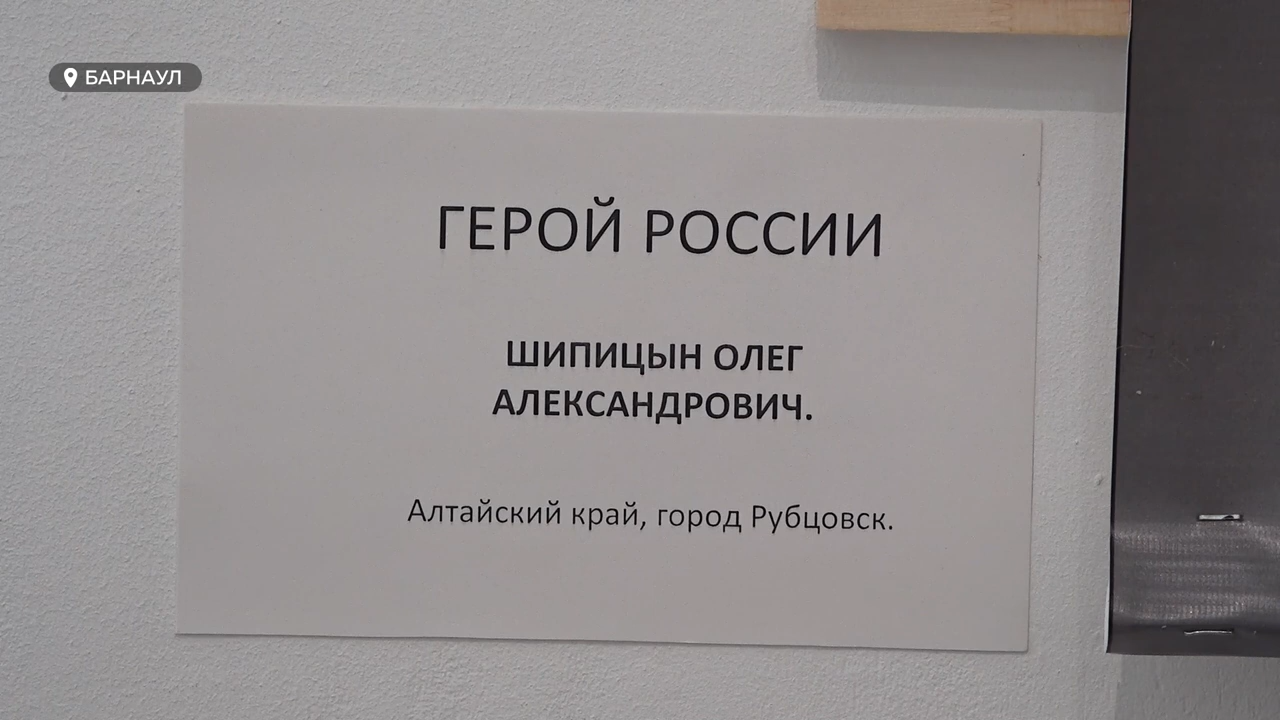 БАРНАУЛ
ГЕРОЙ РОССИИ
ШИПИЦЫН ОЛЕГ
АЛЕКСАНДРОВИЧ.
Алтайский край, город Рубцовск.